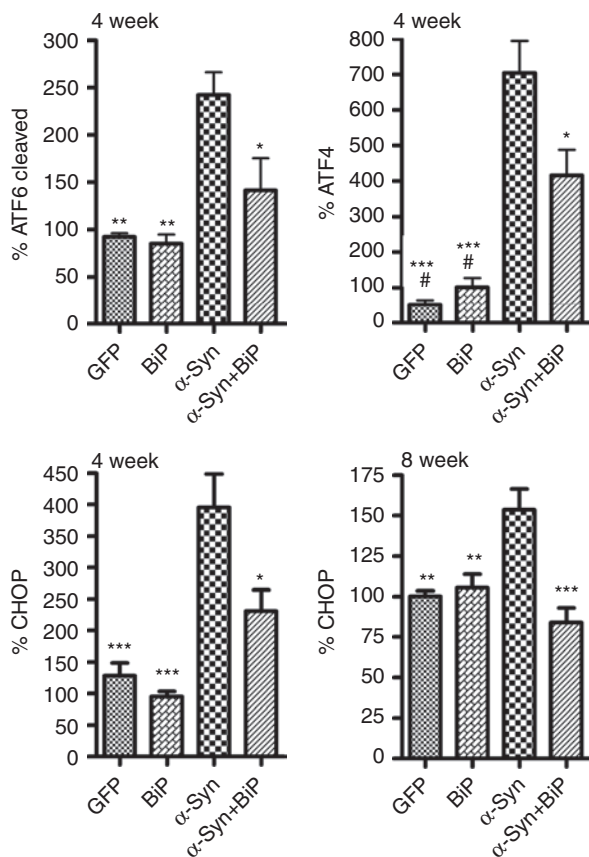 4 week
% ATF6 cleaved
300
250
200
150
100
50
0
** ** *
GFP BiP α-Syn α-Syn+BiP
4 week
% ATF4
800
700
600
500
400
300
200
100
0
*** *** *
# #
GFP BiP α-Syn α-Syn+BiP
4 week
% CHOP
450
400
350
300
250
200
150
100
50
0
*** *** *
GFP BiP α-Syn α-Syn+BiP
8 week
% CHOP
175
150
125
100
75
50
25
0
** ** ***
GFP BiP α-Syn α-Syn+BiP